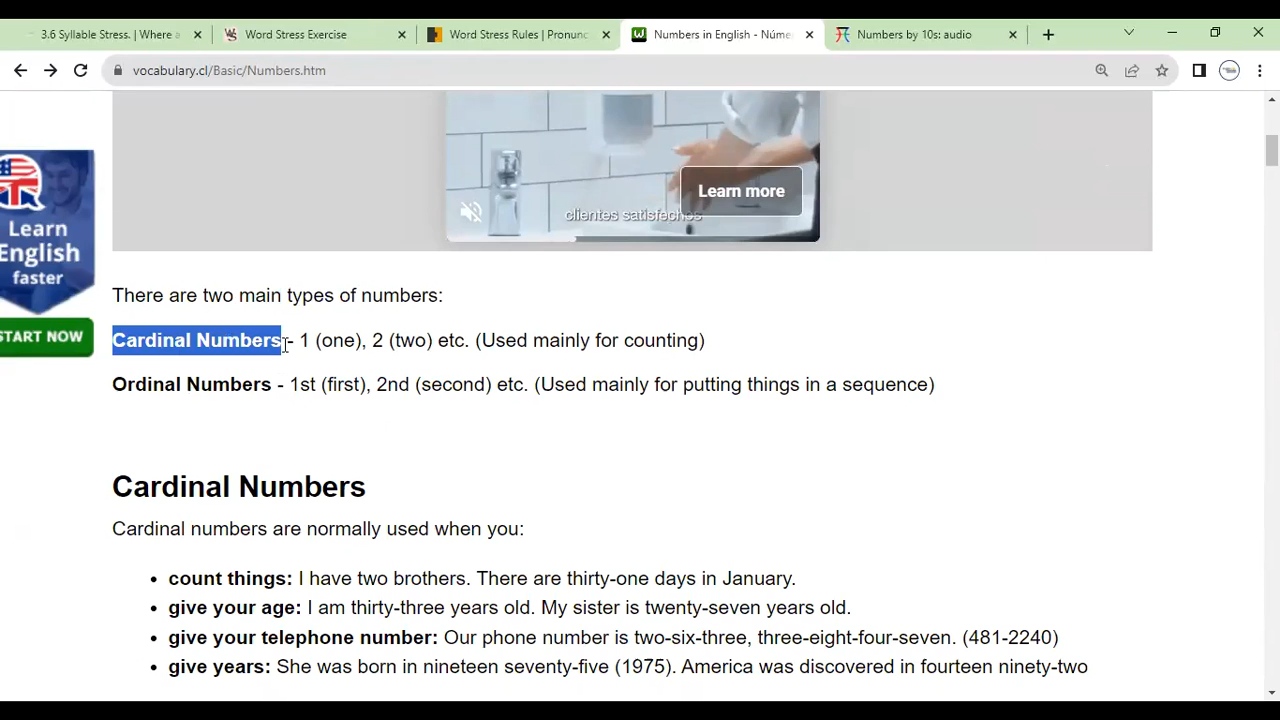 3.6 Syllable Stress. | Where a
Word Stress Exercise
Word Stress Rules | Pronunc
Numbers in English - Núme
Numbers by 10s: audio
vocabulary.cl/Basic/Numbers.htm
Learn more
clientes satisfechos
Learn
English
faster
START NOW
There are two main types of numbers:
Cardinal Numbers - 1 (one), 2 (two) etc. (Used mainly for counting)
Ordinal Numbers - 1st (first), 2nd (second) etc. (Used mainly for putting things in a sequence)
Cardinal Numbers
Cardinal numbers are normally used when you:
• count things: I have two brothers. There are thirty-one days in January.
• give your age: I am thirty-three years old. My sister is twenty-seven years old.
• give your telephone number: Our phone number is two-six-three, three-eight-four-seven. (481-2240)
• give years: She was born in nineteen seventy-five (1975). America was discovered in fourteen ninety-two